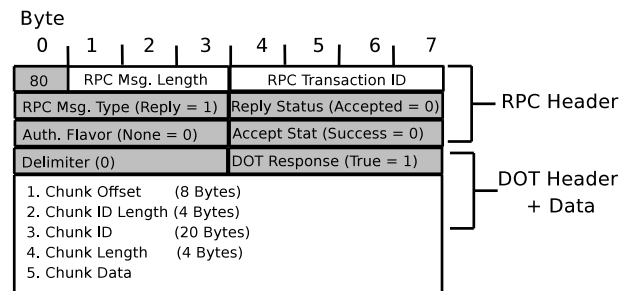 Byte
0 1 2 3 4 5 6 7
80 RPC Msg. Length RPC Transaction ID
RPC Msg. Type (Reply = 1) Reply Status (Accepted = 0)
RPC Header
Auth. Flavor (None = 0) Accept Stat (Success = 0)
Delimiter (0) DOT Response (True = 1)
DOT Header
+ Data
1. Chunk Offset (8 Bytes)
2. Chunk ID Length (4 Bytes)
3. Chunk ID (20 Bytes)
4. Chunk Length (4 Bytes)
5. Chunk Data